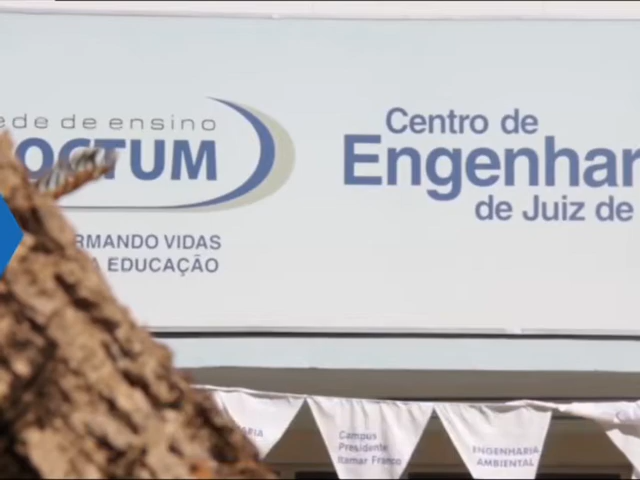 ede de ensino
OCTUM
RMANDO VIDAS
A EDUCAÇÃO
Centro de
Engenhar
de Juiz de
Campus
Presidente
Itamar Franco
ENGENHARIA
AMBIENTAL